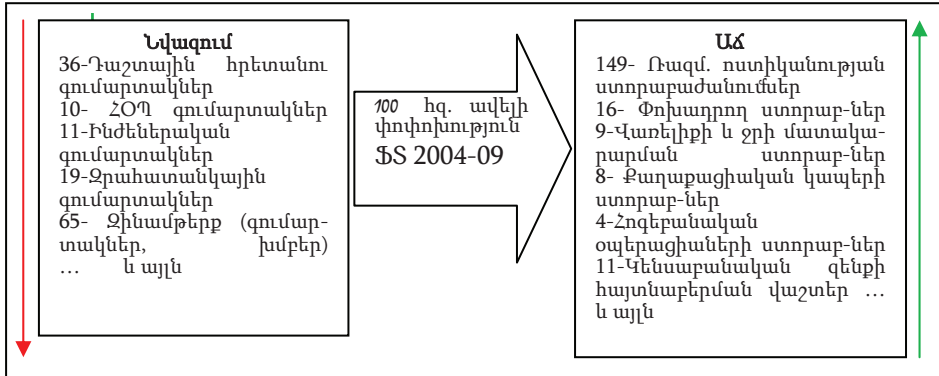 Նվազում
36-Դաշտային հրետանու
գումարտակներ
10- ՀՕՊ գումարտակներ
11-Ինժեներական
գումարտակներ
19-Զրահատանկային
գումարտակներ
65- Զինամթերք (գումար-
տակներ, խմբեր)
… և այլն
100 հզ. ավելի
փոփոխություն
ՖՏ 2004-09
Աճ
149- Ռազմ. ոստիկանության
ստորաբաժանումներ
16- Փոխադրող ստորաբ-ներ
9-Վառելիքի և ջրի մատակա-
րարման ստորաբ-ներ
8- Քաղաքացիական կապերի
ստորաբ-ներ
4-Հոգեբանական
օպերացիաների ստորաբ-ներ
11-Կենսաբանական զենքի
հայտնաբերման վաշտեր …
և այլն